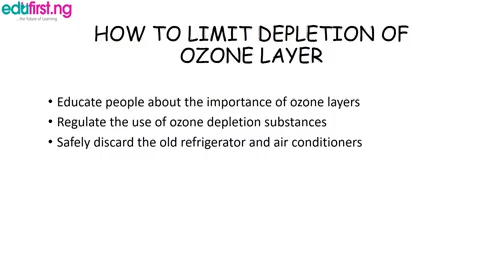 edufirst.ng
...the future of Learning
HOW TO LIMIT DEPLETION OF
OZONE LAYER
• Educate people about the importance of ozone layers
• Regulate the use of ozone depletion substances
• Safely discard the old refrigerator and air conditioners